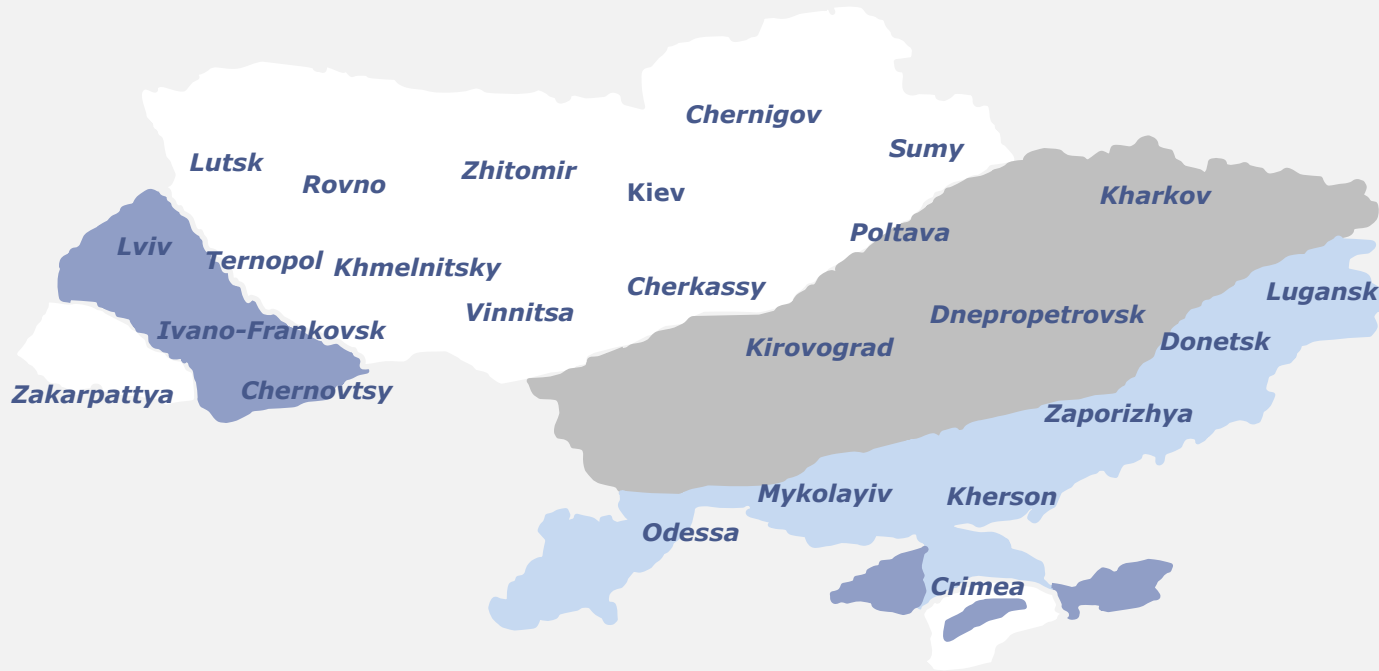 Chernigov
Sumy
Lutsk
Rovno
Zhitomir
Kiev
Kharkov
Poltava
Lviv
Ternopol
Khmelnitsky
Cherkassy
Lugansk
Vinnitsa
Dnepropetrovsk
Ivano-Frankovsk
Kirovograd
Donetsk
Zakarpattya
Chernovtsy
Zaporizhya
Mykolayiv
Kherson
Odessa
Crimea